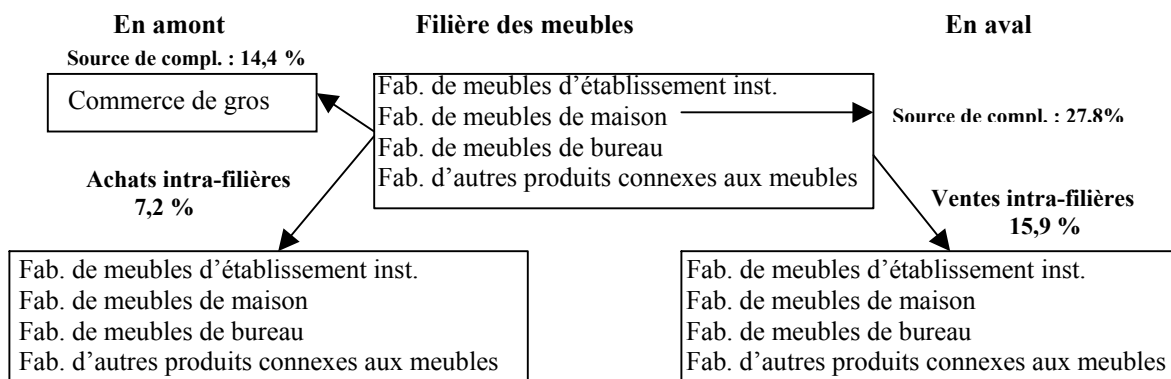 En amont
Filière des meubles
En aval
Source de compl. : 14,4 %
Commerce de gros
Fab. de meubles d’établissement inst.
Fab. de meubles de maison
Fab. de meubles de bureau
Fab. d’autres produits connexes aux meubles
Source de compl. : 27,8%
Achats intra-filières
7,2 %
Ventes intra-filières
15,9 %
Fab. de meubles d’établissement inst.
Fab. de meubles de maison
Fab. de meubles de bureau
Fab. d’autres produits connexes aux meubles
Fab. de meubles d’établissement inst.
Fab. de meubles de maison
Fab. de meubles de bureau
Fab. d’autres produits connexes aux meubles